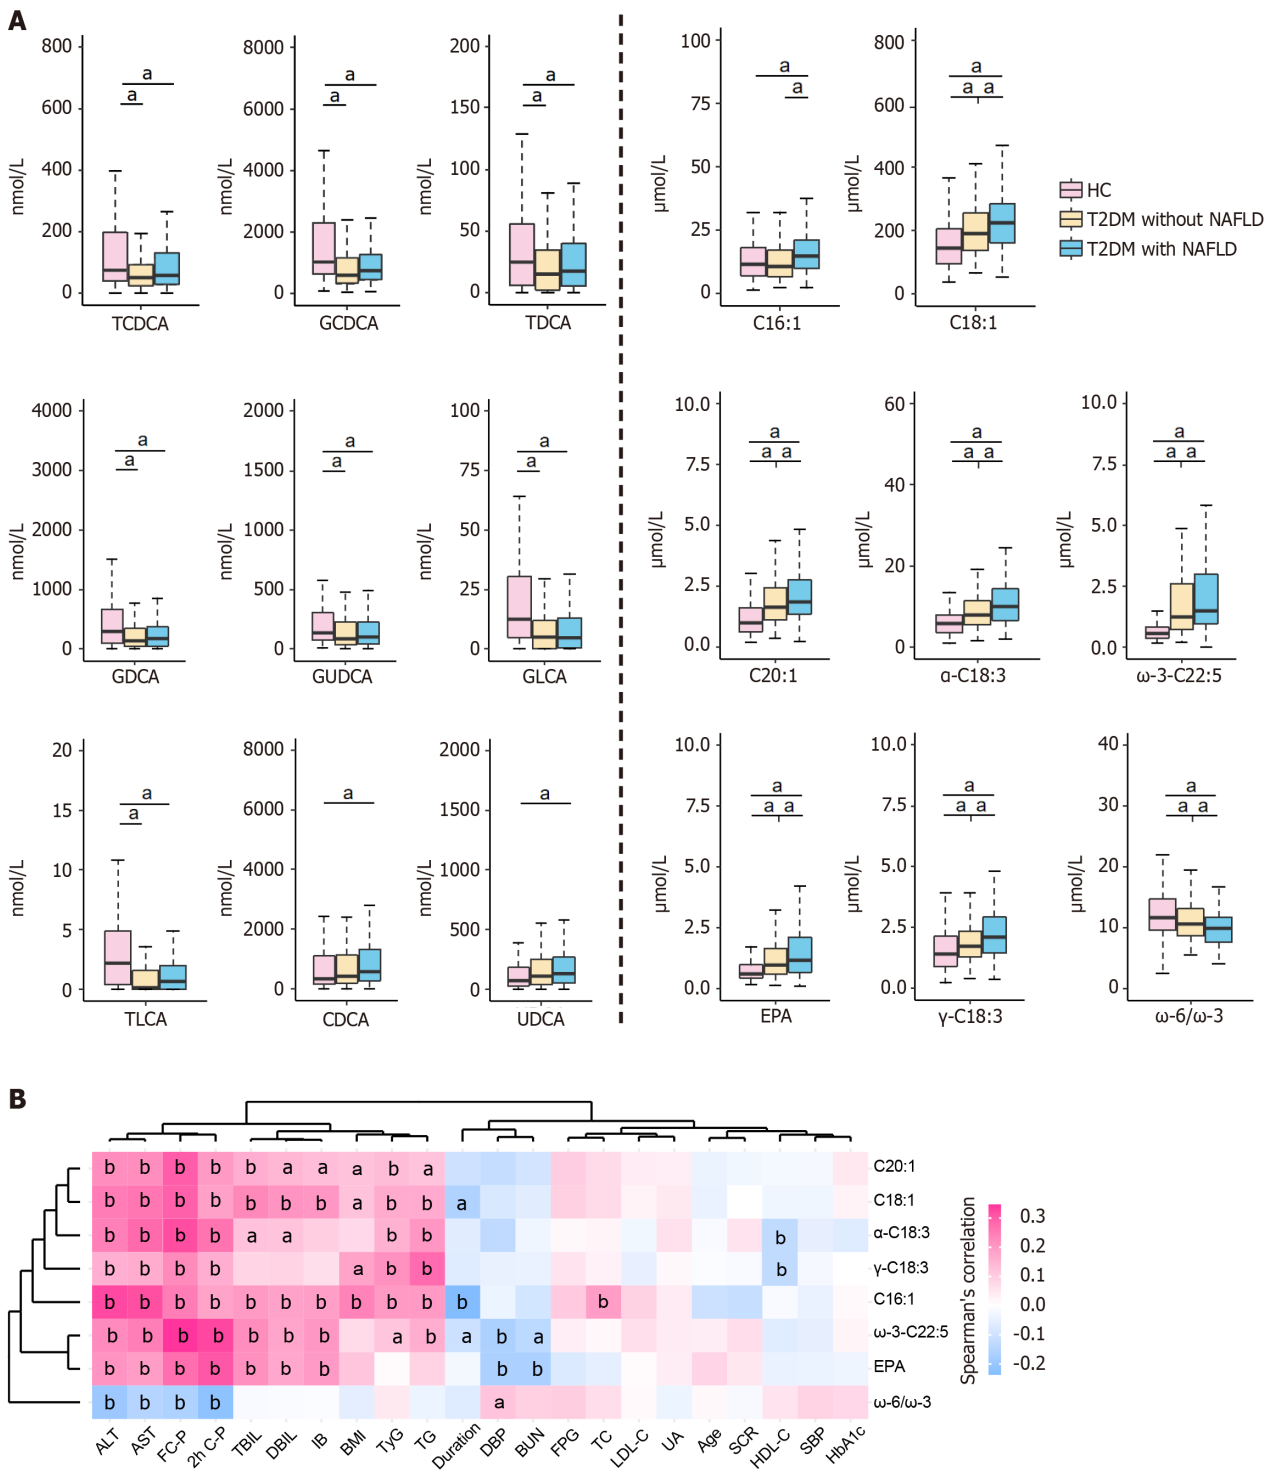 A
800
600
400
200
0
nmol/L
a
a
TCDCA
8000
6000
4000
2000
0
nmol/L
a
a
GCDCA
200
150
100
50
0
nmol/L
a
a
TDCA
100
75
50
25
0
µmol/L
a
a
C16:1
800
600
400
200
0
µmol/L
a
a a
C18:1
HC
T2DM without NAFLD
T2DM with NAFLD
4000
3000
2000
1000
0
nmol/L
a
a
GDCA
2000
1500
1000
500
0
nmol/L
a
a
GUDCA
100
75
50
25
0
nmol/L
a
a
GLCA
10.0
7.5
5.0
2.5
0.0
µmol/L
a
a a
C20:1
60
40
20
0
µmol/L
a
a a
α-C18:3
10.0
7.5
5.0
2.5
0.0
µmol/L
a
a a
ω-3-C22:5
20
15
10
5
0
nmol/L
a
a
TLCA
8000
6000
4000
2000
0
nmol/L
a
CDCA
2000
1500
1000
500
0
nmol/L
a
UDCA
10.0
7.5
5.0
2.5
0.0
µmol/L
a
a a
EPA
10.0
7.5
5.0
2.5
0.0
µmol/L
a
a a
γ-C18:3
40
30
20
10
0
µmol/L
a
a a
ω-6/ω-3
B
b b b b b a a a b a C20:1
b b b b b b b a b b a C18:1
b b b b a a b b b α-C18:3
b b b b a b b b γ-C18:3
b b b b b b b b b b b b C16:1
b b b b b b b a b a b a ω-3-C22:5
b b b b b b b b b EPA
b b b b a ω-6/ω-3
ALT AST FC-P 2h C-P TBIL DBIL IB BMI TyG TG Duration DBP BUN FPG TC LDL-C UA Age SCR HDL-C SBP HbA1c
Spearman's correlation
0.3
0.2
0.1
0.0
-0.1
-0.2